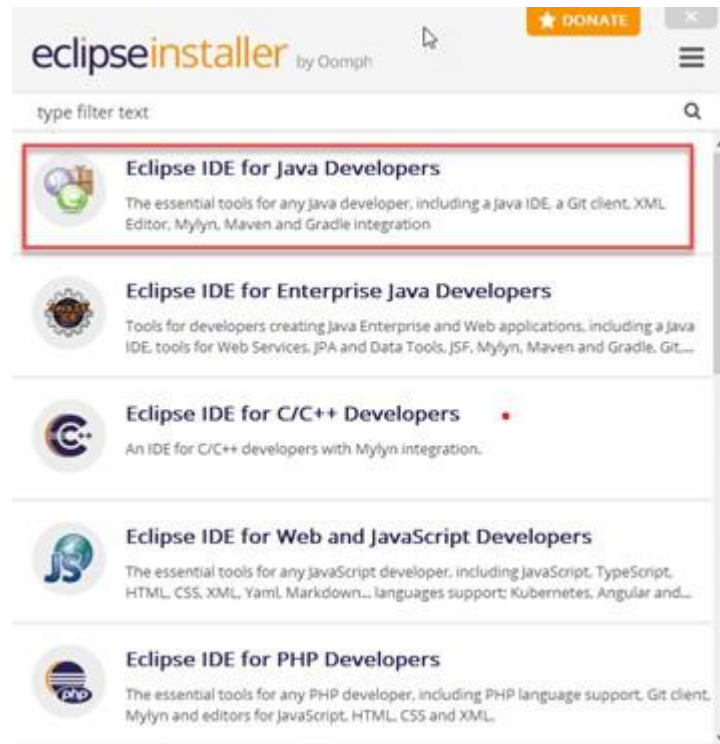 DONATE
eclipseinstaller by Oomph
type filter text
Eclipse IDE for Java Developers
The essential tools for any Java developer, including a Java IDE, a Git client, XML
Editor, Mylyn, Maven and Gradle integration
Eclipse IDE for Enterprise Java Developers
Tools for developers creating Java Enterprise and Web applications, including a Java
IDE, tools for Web Services, JPA and Data Tools, JSF, Mylyn, Maven and Gradle, Git,...
Eclipse IDE for C/C++ Developers
C++
An IDE for C/C++ developers with Mylyn integration.
Eclipse IDE for Web and JavaScript Developers
JS
The essential tools for any JavaScript developer, including JavaScript, TypeScript,
HTML, CSS, XML, Yaml, Markdown... languages support; Kubernetes, Angular and...
Eclipse IDE for PHP Developers
php
The essential tools for any PHP developer, including PHP language support, Git client,
Mylyn and editors for JavaScript, HTML, CSS and XML.